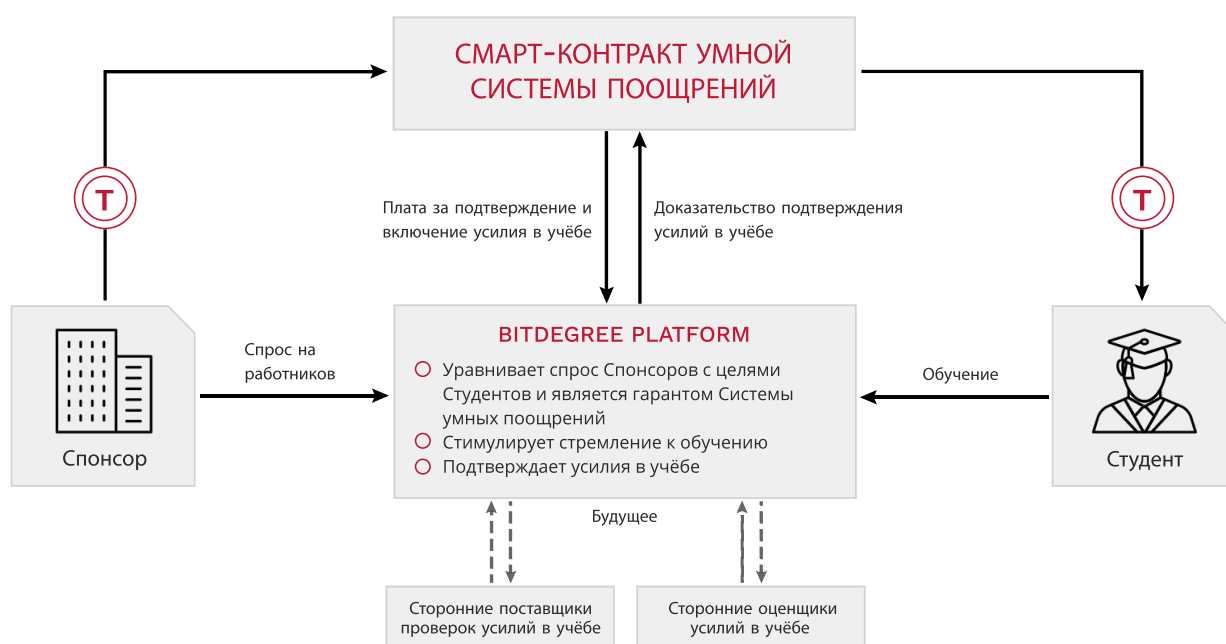 СМАРТ-КОНТРАКТ УМНОЙ
СИСТЕМЫ ПООЩРЕНИЙ
T
T
Плата за подтверждение и
включение усилия в учёбе
Доказательство подтверждения
усилий в учёбе
Спонсор
Спрос на
работников
BITDEGREE PLATFORM
Уравнивает спрос Спонсоров с целями
Студентов и является гарантом Системы
умных поощрений
Стимулирует стремление к обучению
Подтверждает усилия в учёбе
Обучение
Студент
Будущее
Сторонние поставщики
проверок усилий в учёбе
Сторонние оценщики
усилий в учёбе